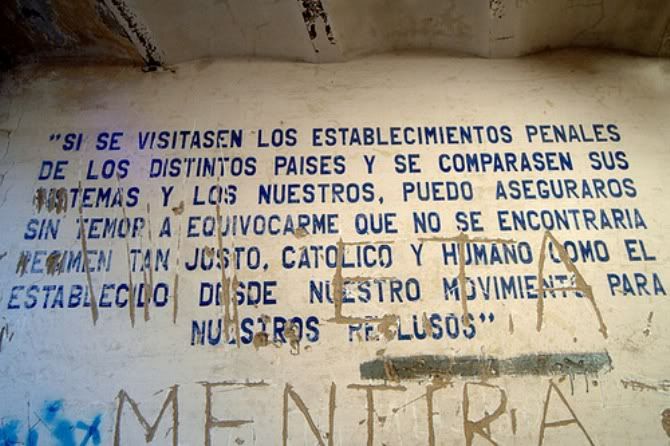 "SI SE VISITASEN LOS ESTABLECIMIENTOS PENALES
DE LOS DISTINTOS PAISES Y SE COMPARASEN SUS
SISTEMAS Y LOS NUESTROS, PUEDO ASEGURAROS
SIN TEMOR A EQUIVOCARME QUE NO SE ENCONTRARIA
REGIMEN TAN JUSTO, CATOLICO Y HUMANO COMO EL
ESTABLECIDO DESDE NUESTRO MOVIMIENTO PARA
NUESTROS RECLUSOS"
ETA
MENTIRA